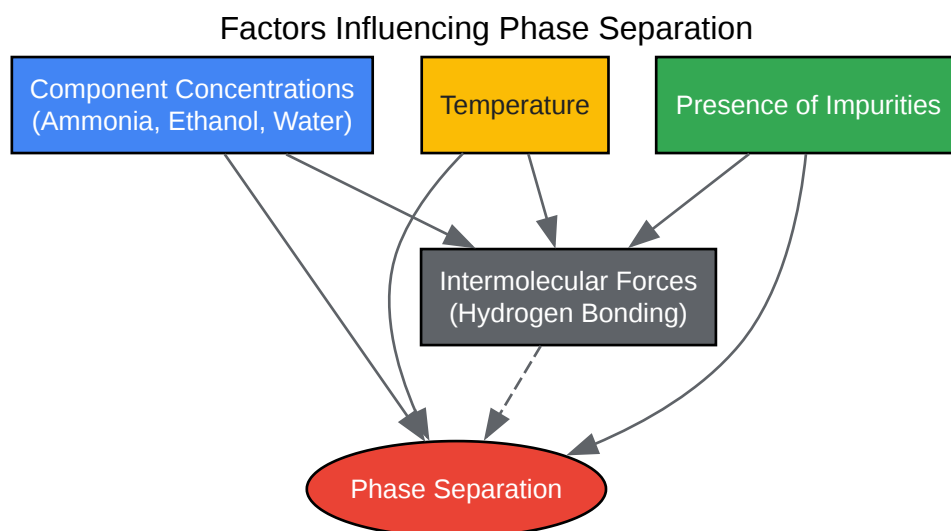 Factors Influencing Phase Separation
Component Concentrations
(Ammonia, Ethanol, Water)
Temperature
Presence of Impurities
Intermolecular Forces
(Hydrogen Bonding)
Phase Separation